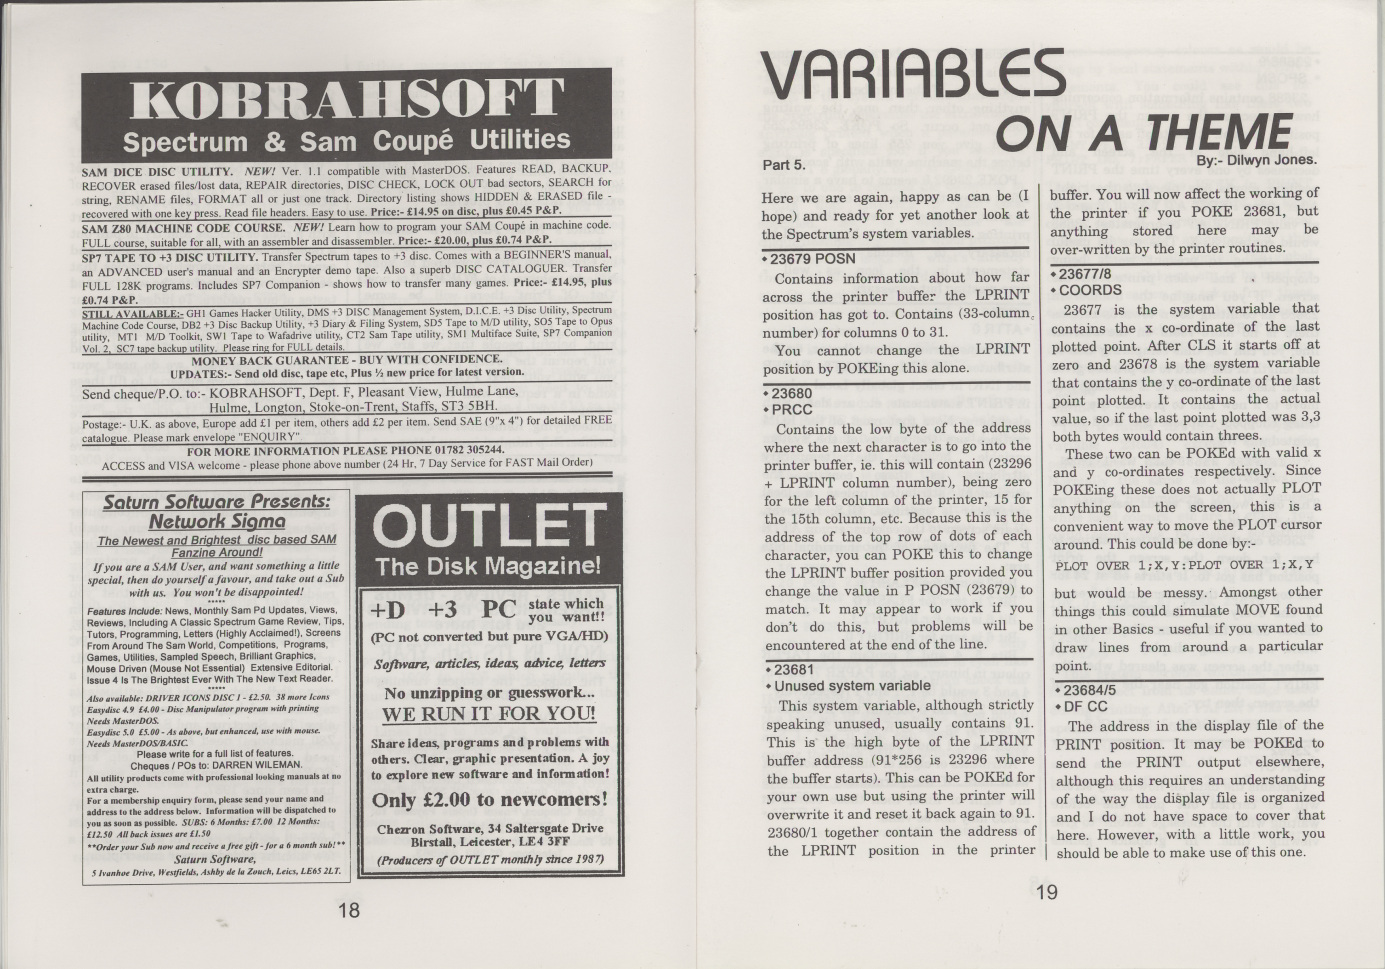 KOBRAHSOFT
Spectrum & Sam Coupé Utilities
SAM DICE DISC UTILITY. NEW! Ver. 1.1 compatible with MasterDOS. Features READ, BACKUP,
RECOVER erased files/lost data, REPAIR directories, DISC CHECK, LOCK OUT bad sectors, SEARCH for
string, RENAME files, FORMAT all or just one track. Directory listing shows HIDDEN & ERASED file -
recovered with one key press. Read file headers. Easy to use. Price:- £14.95 on disc, plus £0.45 P&P.
SAM Z80 MACHINE CODE COURSE. NEW! Learn how to program your SAM Coupé in machine code.
FULL course, suitable for all, with an assembler and disassembler. Price:- £20.00, plus £0.74 P&P.
SP7 TAPE TO +3 DISC UTILITY. Transfer Spectrum tapes to +3 disc. Comes with a BEGINNER'S manual,
an ADVANCED user's manual and an Encrypter demo tape. Also a superb DISC CATALOGUER. Transfer
FULL 128K programs. Includes SP7 Companion - shows how to transfer many games. Price:- £14.95, plus
£0.74 P&P.
STILL AVAILABLE:- GH1 Games Hacker Utility, DMS +3 DISC Management System, D.I.C.E. +3 Disc Utility, Spectrum
Machine Code Course, DB2 +3 Disc Backup Utility, +3 Diary & Filing System, SD5 Tape to M/D utility, SO5 Tape to Opus
utility, MT1 M/D Toolkit, SW1 Tape to Wafadrive utility, CT2 Sam Tape utility, SM1 Multiface Suite, SP7 Companion
Vol. 2, SC7 tape backup utility. Please ring for FULL details.
MONEY BACK GUARANTEE - BUY WITH CONFIDENCE.
UPDATES:- Send old disc, tape etc, Plus ½ new price for latest version.
Send cheque/P.O. to:- KOBRAHSOFT, Dept. F, Pleasant View, Hulme Lane,
Hulme, Longton, Stoke-on-Trent, Staffs, ST3 5BH.
Postage:- U.K. as above, Europe add £1 per item, others add £2 per item. Send SAE (9"x 4") for detailed FREE
catalogue. Please mark envelope "ENQUIRY".
FOR MORE INFORMATION PLEASE PHONE 01782 305244.
ACCESS and VISA welcome - please phone above number (24 Hr, 7 Day Service for FAST Mail Order)
Saturn Software Presents:
Network Sigma
The Newest and Brightest disc based SAM
Fanzine Around!
If you are a SAM User, and want something a little
special, then do yourself a favour, and take out a Sub
with us. You won't be disappointed!
*****
Features Include: News, Monthly Sam Pd Updates, Views,
Reviews, Including A Classic Spectrum Game Review, Tips,
Tutors, Programming, Letters (Highly Acclaimed!), Screens
From Around The Sam World, Competitions, Programs,
Games, Utilities, Sampled Speech, Brilliant Graphics,
Mouse Driven (Mouse Not Essential) Extensive Editorial.
Issue 4 Is The Brightest Ever With The New Text Reader.
*****
Also available: DRIVER ICONS DISC 1 - £2.50. 38 more Icons
Easydisc 4.9 £4.00 - Disc Manipulator program with printing
Needs MasterDOS.
Easydisc 5.0 £5.00 - As above, but enhanced, use with mouse.
Needs MasterDOS/BASIC.
Please write for a full list of features.
Cheques / POs to: DARREN WILEMAN.
All utility products come with professional looking manuals at no
extra charge.
For a membership enquiry form, please send your name and
address to the address below. Information will be dispatched to
you as soon as possible. SUBS: 6 Months: £7.00 12 Months:
£12.50 All back issues are £1.50
**Order your Sub now and receive a free gift - for a 6 month sub!**
Saturn Software,
5 Ivanhoe Drive, Westfields, Ashby de la Zouch, Leics, LE65 2LT.
OUTLET
The Disk Magazine!
+D +3 PC state which
you want!!
(PC not converted but pure VGA/HD)
Software, articles, ideas, advice, letters
No unzipping or guesswork...
WE RUN IT FOR YOU!
Share ideas, programs and problems with
others. Clear, graphic presentation. A joy
to explore new software and information!
Only £2.00 to newcomers!
Chezron Software, 34 Saltersgate Drive
Birstall, Leicester, LE4 3FF
(Producers of OUTLET monthly since 1987)
18
VARIABLES
ON A THEME
Part 5.
By:- Dilwyn Jones.
Here we are again, happy as can be (I
hope) and ready for yet another look at
the Spectrum's system variables.
♦ 23679 POSN
Contains information about how far
across the printer buffer the LPRINT
position has got to. Contains (33-column
number) for columns 0 to 31.
You cannot change the LPRINT
position by POKEing this alone.
♦ 23680
♦ PRCC
Contains the low byte of the address
where the next character is to go into the
printer buffer, ie. this will contain (23296
+ LPRINT column number), being zero
for the left column of the printer, 15 for
the 15th column, etc. Because this is the
address of the top row of dots of each
character, you can POKE this to change
the LPRINT buffer position provided you
change the value in P POSN (23679) to
match. It may appear to work if you
don't do this, but problems will be
encountered at the end of the line.
♦ 23681
♦ Unused system variable
This system variable, although strictly
speaking unused, usually contains 91.
This is the high byte of the LPRINT
buffer address (91*256 is 23296 where
the buffer starts). This can be POKEd for
your own use but using the printer will
overwrite it and reset it back again to 91.
23680/1 together contain the address of
the LPRINT position in the printer
buffer. You will now affect the working of
the printer if you POKE 23681, but
anything stored here may be
over-written by the printer routines.
♦ 23677/8
♦ COORDS
23677 is the system variable that
contains the x co-ordinate of the last
plotted point. After CLS it starts off at
zero and 23678 is the system variable
that contains the y co-ordinate of the last
point plotted. It contains the actual
value, so if the last point plotted was 3,3
both bytes would contain threes.
These two can be POKEd with valid x
and y co-ordinates respectively. Since
POKEing these does not actually PLOT
anything on the screen, this is a
convenient way to move the PLOT cursor
around. This could be done by:-
PLOT OVER 1;X,Y:PLOT OVER 1;X,Y
but would be messy. Amongst other
things this could simulate MOVE found
in other Basics - useful if you wanted to
draw lines from around a particular
point.
♦ 23684/5
♦ DF CC
The address in the display file of the
PRINT position. It may be POKEd to
send the PRINT output elsewhere,
although this requires an understanding
of the way the display file is organized
and I do not have space to cover that
here. However, with a little work, you
should be able to make use of this one.
19